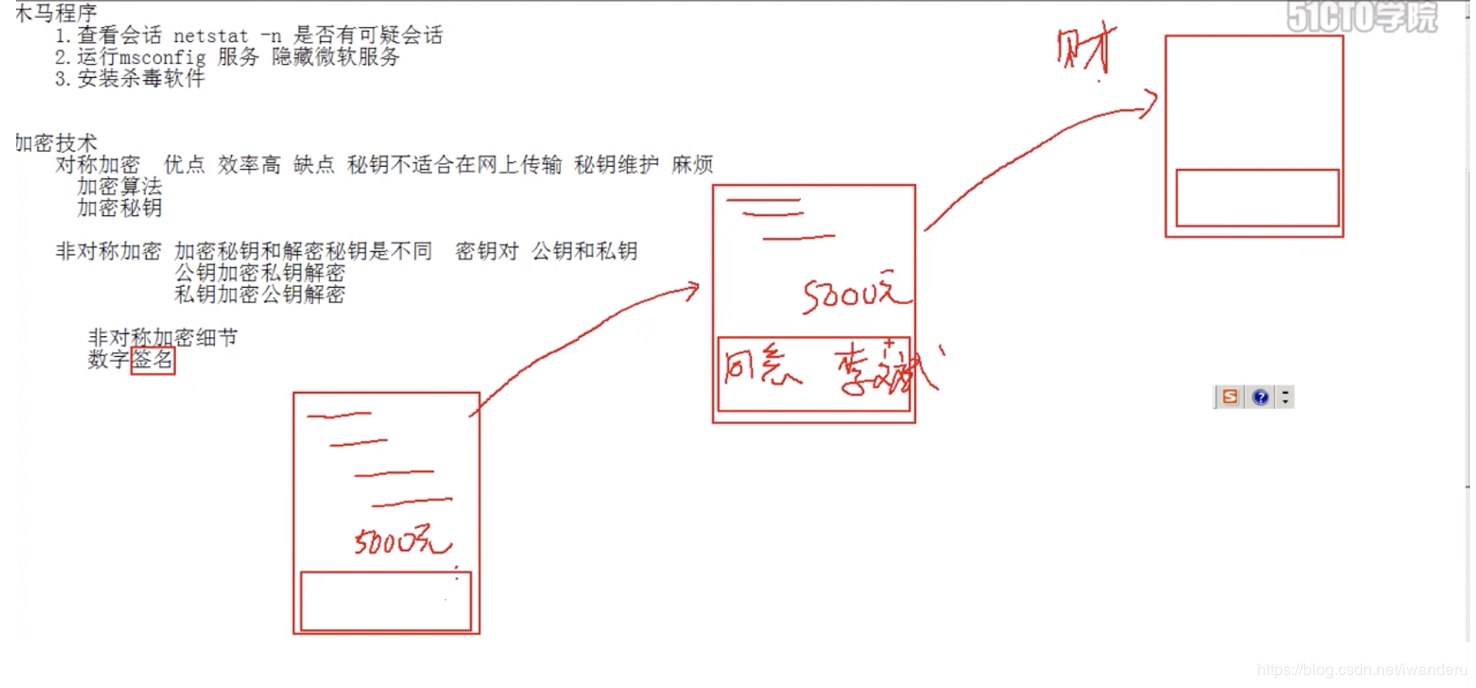 木马程序
1.查看会话 netstat -n 是否有可疑会话
2.运行msconfig 服务 隐藏微软服务
3.安装杀毒软件
51CTO学院
财
加密技术
对称加密 优点 效率高 缺点 秘钥不适合在网上传输 秘钥维护 麻烦
加密算法
加密秘钥
非对称加密 加密秘钥和解密秘钥是不同 密钥对 公钥和私钥
公钥加密私钥解密
私钥加密公钥解密
非对称加密细节
数字签名
5000元
同意 李文斌
5000元
https://blog.csdn.net/iwanderu